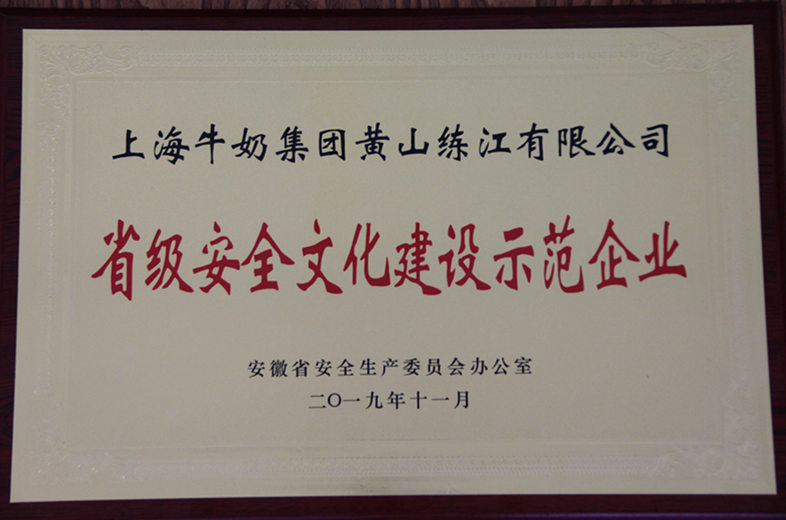 上海牛奶集团黄山练江有限公司
省级安全文化建设示范企业
安徽省安全生产委员会办公室
二〇一九年十一月